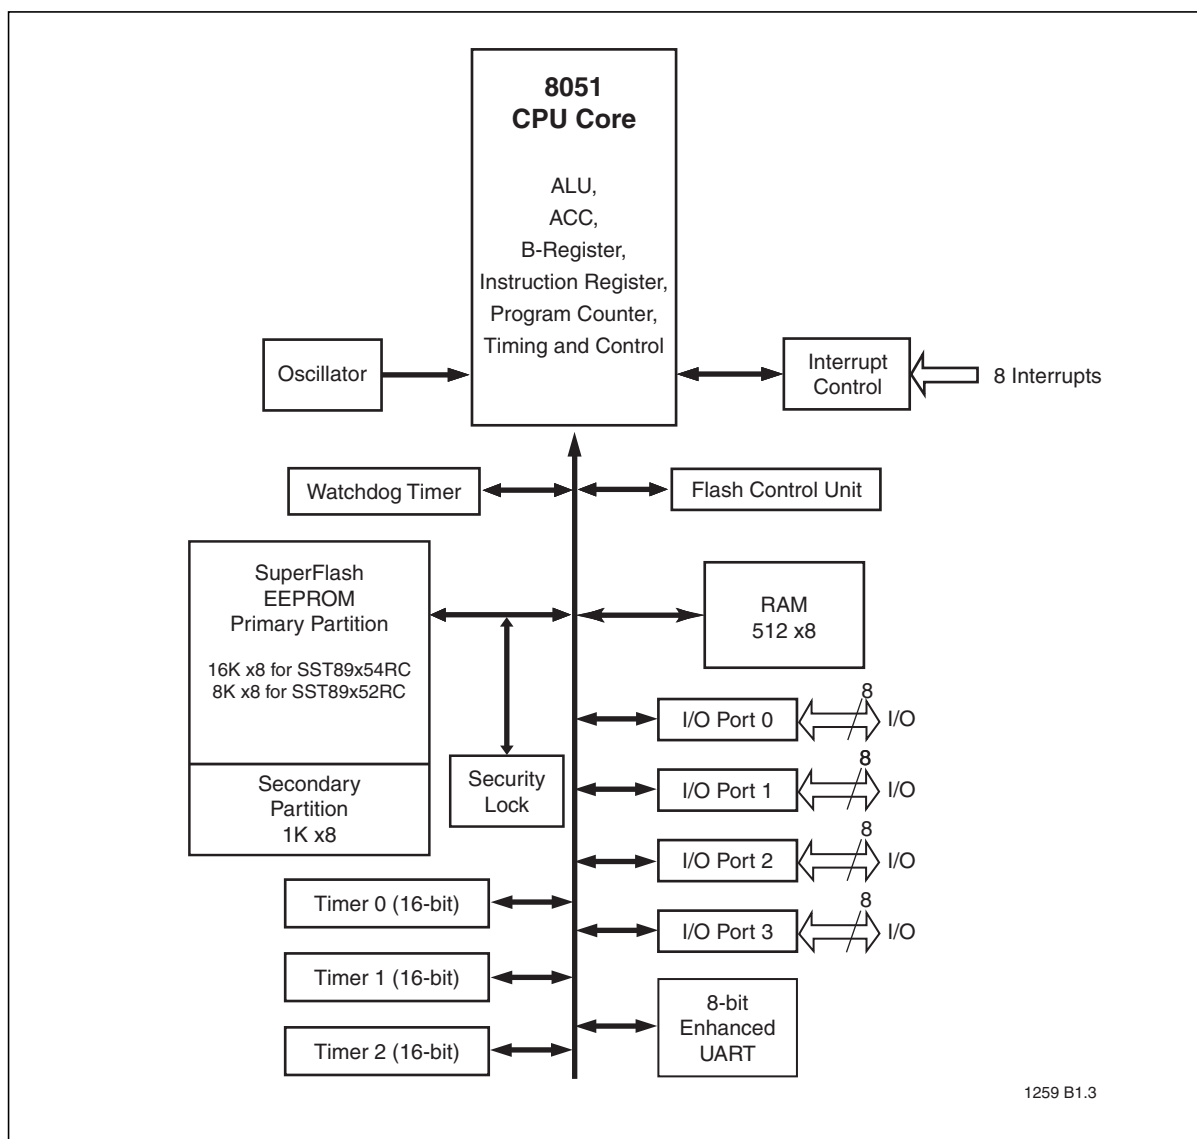 8051
CPU Core
ALU,
ACC,
B-Register,
Instruction Register,
Program Counter,
Timing and Control
Oscillator
Interrupt
Control
8 Interrupts
Watchdog Timer
Flash Control Unit
SuperFlash
EEPROM
Primary Partition
16K x8 for SST89x54RC
8K x8 for SST89x52RC
RAM
512 x8
8
I/O Port 0
I/O
Secondary
Partition
1K x8
Security
Lock
8
I/O Port 1
I/O
8
I/O Port 2
I/O
Timer 0 (16-bit)
8
I/O Port 3
I/O
Timer 1 (16-bit)
8-bit
Enhanced
UART
Timer 2 (16-bit)
1259 B1.3